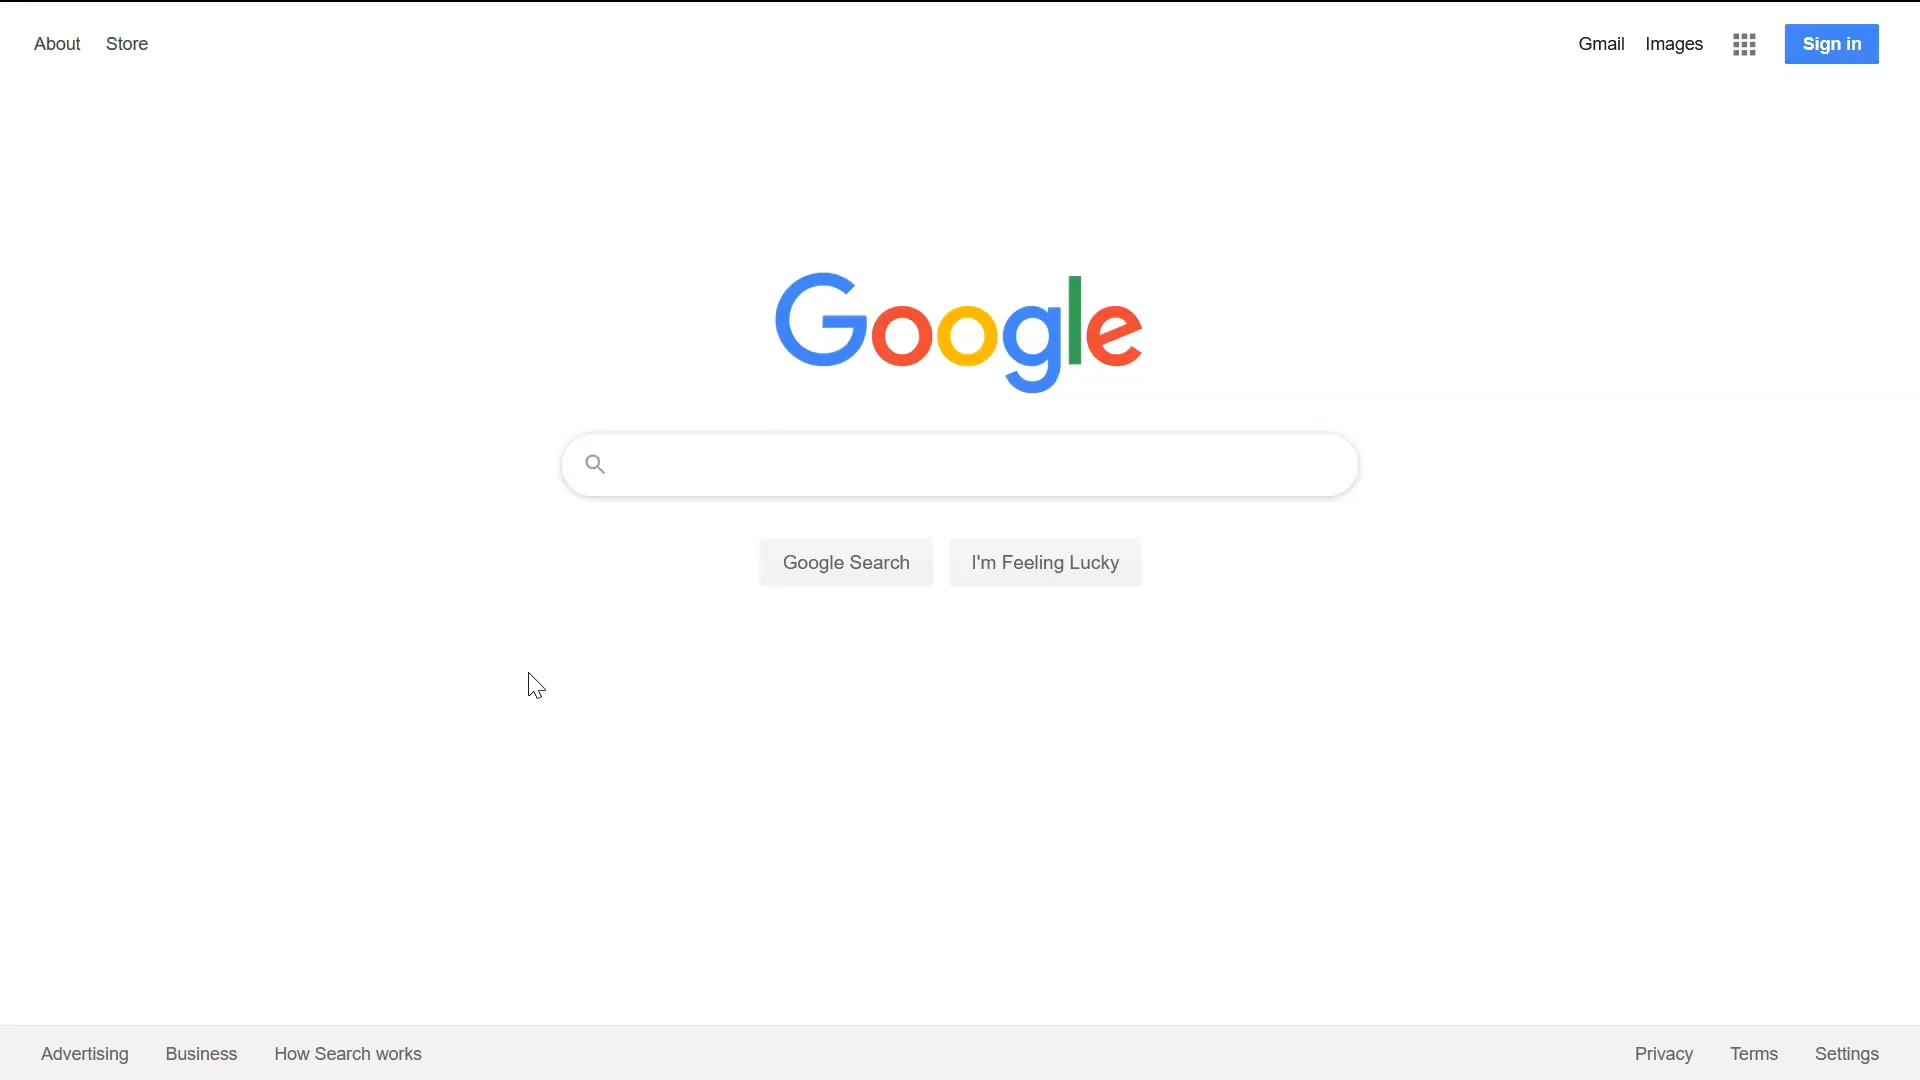 About Store
Gmail Images Sign in
Google
Google Search I'm Feeling Lucky
Advertising Business How Search works
Privacy Terms Settings